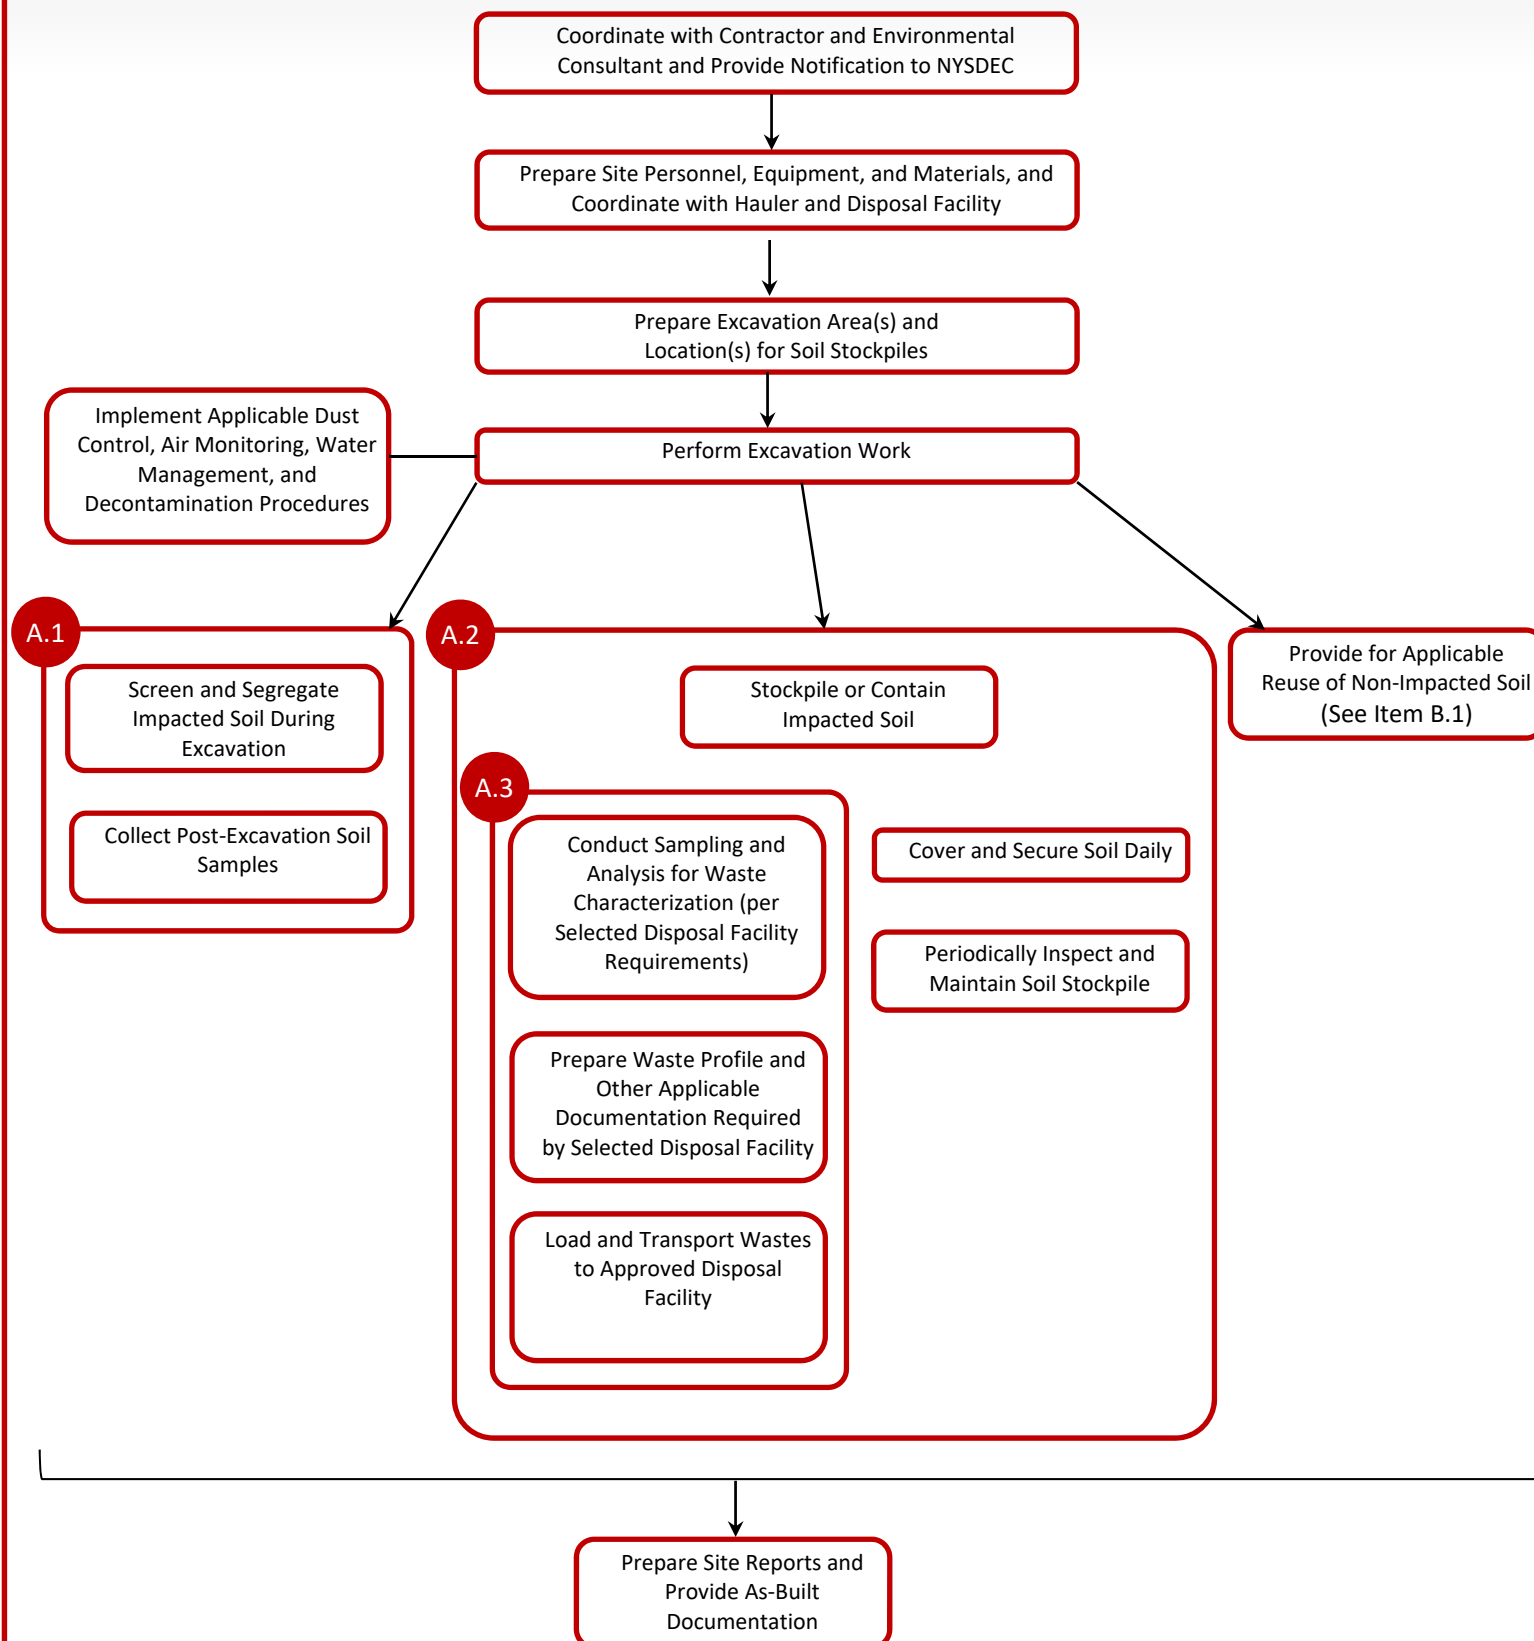 Coordinate with Contractor and Environmental
Consultant and Provide Notification to NYSDEC
Prepare Site Personnel, Equipment, and Materials, and
Coordinate with Hauler and Disposal Facility
Prepare Excavation Area(s) and
Location(s) for Soil Stockpiles
Implement Applicable Dust
Control, Air Monitoring, Water
Management, and
Decontamination Procedures
Perform Excavation Work
A.1
Screen and Segregate
Impacted Soil During
Excavation
Collect Post-Excavation Soil
Samples
A.2
Stockpile or Contain
Impacted Soil
A.3
Conduct Sampling and
Analysis for Waste
Characterization (per
Selected Disposal Facility
Requirements)
Prepare Waste Profile and
Other Applicable
Documentation Required
by Selected Disposal Facility
Load and Transport Wastes
to Approved Disposal
Facility
Cover and Secure Soil Daily
Periodically Inspect and
Maintain Soil Stockpile
Provide for Applicable
Reuse of Non-Impacted Soil
(See Item B.1)
Prepare Site Reports and
Provide As-Built
Documentation